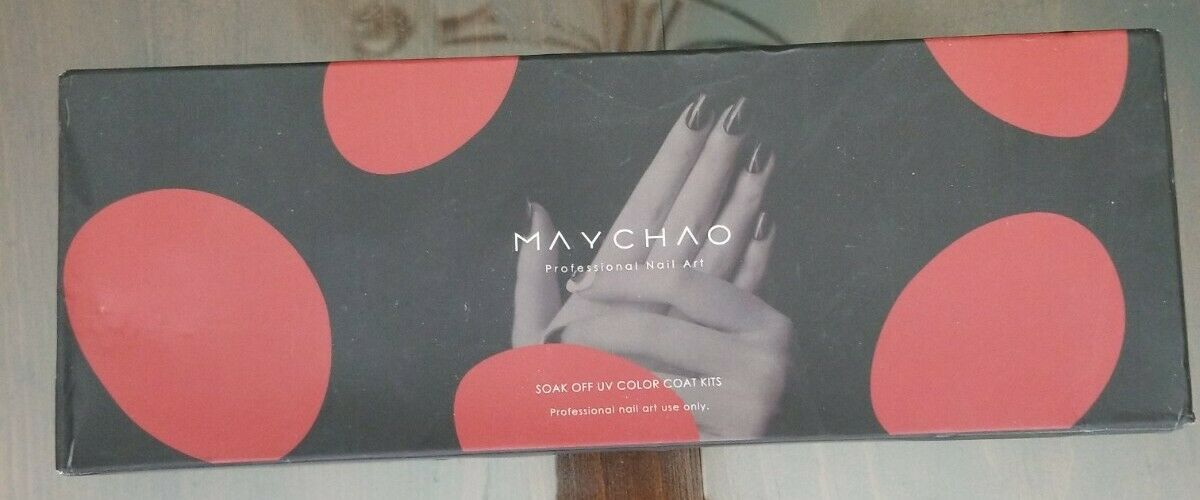 MAYCHAO
Professional Nail Art
SOAK OFF UV COLOR COAT KITS
Professional nail art use only.